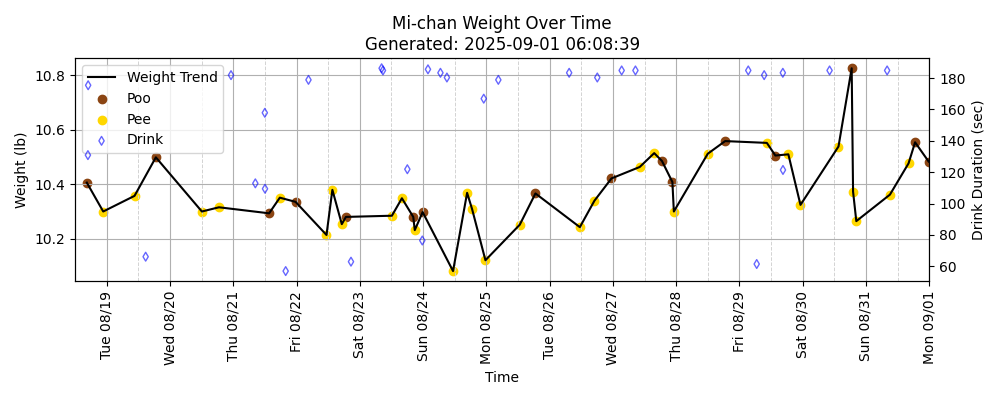 Mi-chan Weight Over Time
Generated: 2025-09-01 06:08:39
Weight Trend
Poo
Pee
Drink
10.8
10.6
10.4
10.2
Weight (lb)
180
160
140
120
100
80
60
Drink Duration (sec)
Tue 08/19
Wed 08/20
Thu 08/21
Fri 08/22
Sat 08/23
Sun 08/24
Mon 08/25
Tue 08/26
Wed 08/27
Thu 08/28
Fri 08/29
Sat 08/30
Sun 08/31
Mon 09/01
Time